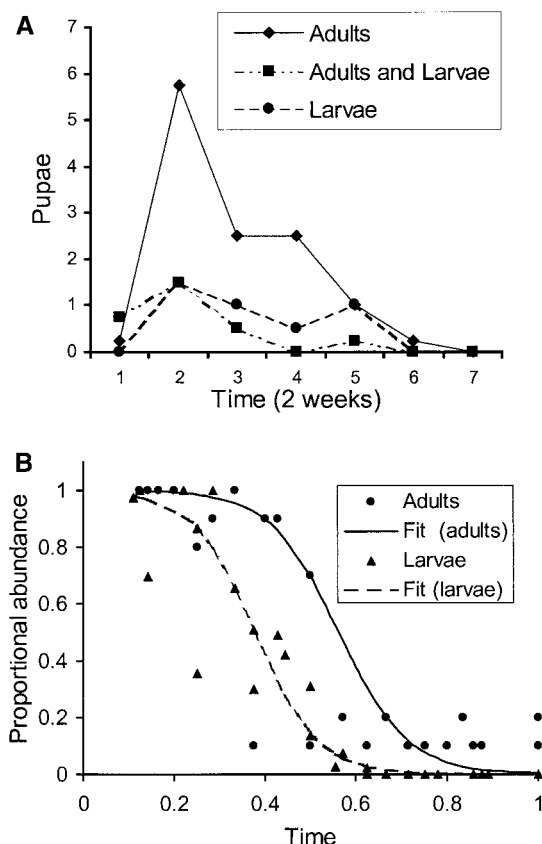 A
7
6
5
4
3
2
1
0
Pupae
Adults
Adults and Larvae
Larvae
1 2 3 4 5 6 7
Time (2 weeks)
B
1
0.8
0.6
0.4
0.2
0
Proportional abundance
Adults
Fit (adults)
Larvae
Fit (larvae)
0 0.2 0.4 0.6 0.8 1
Time